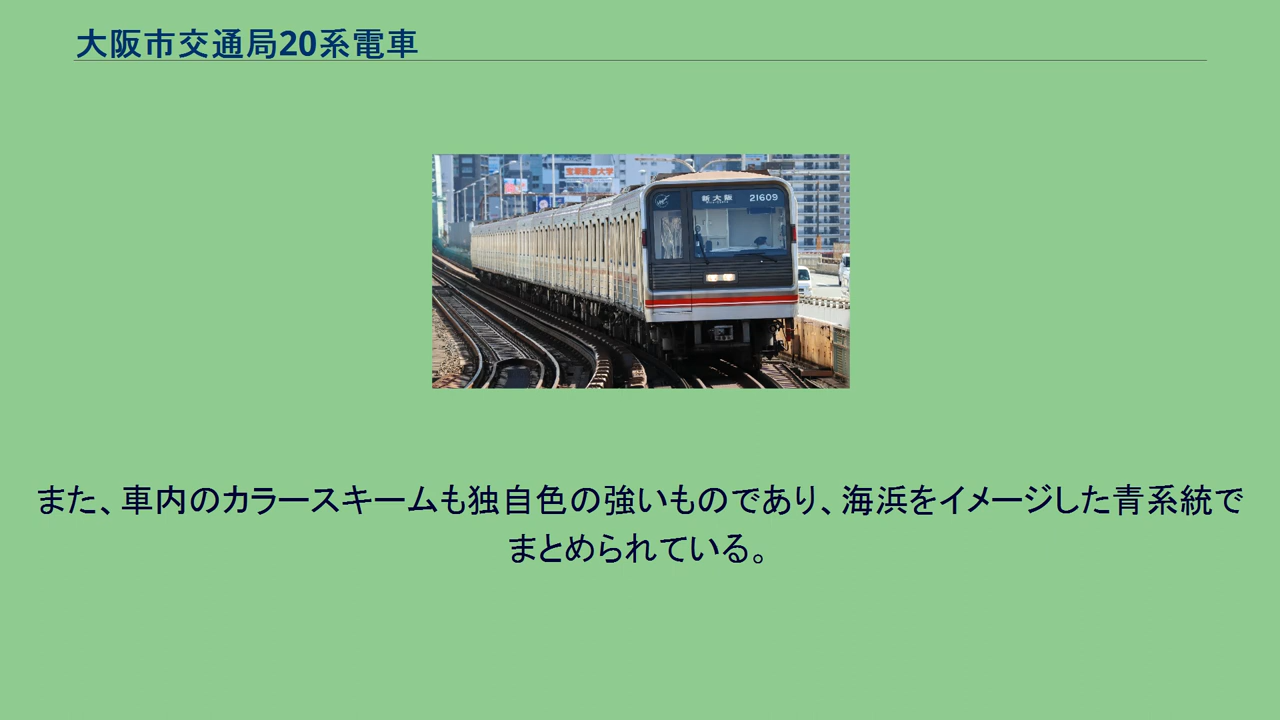 大阪市交通局20系電車
新大阪
21609
また、車内のカラースキームも独自色の強いものであり、海浜をイメージした青系統で
まとめられている。